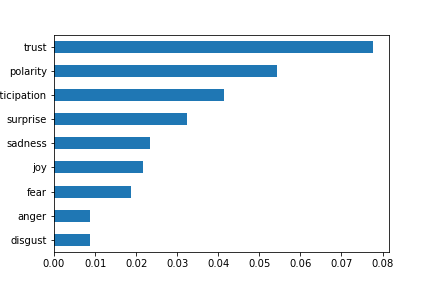 trust
polarity
ticipation
surprise
sadness
joy
fear
anger
disgust
0.00 0.01 0.02 0.03 0.04 0.05 0.06 0.07 0.08